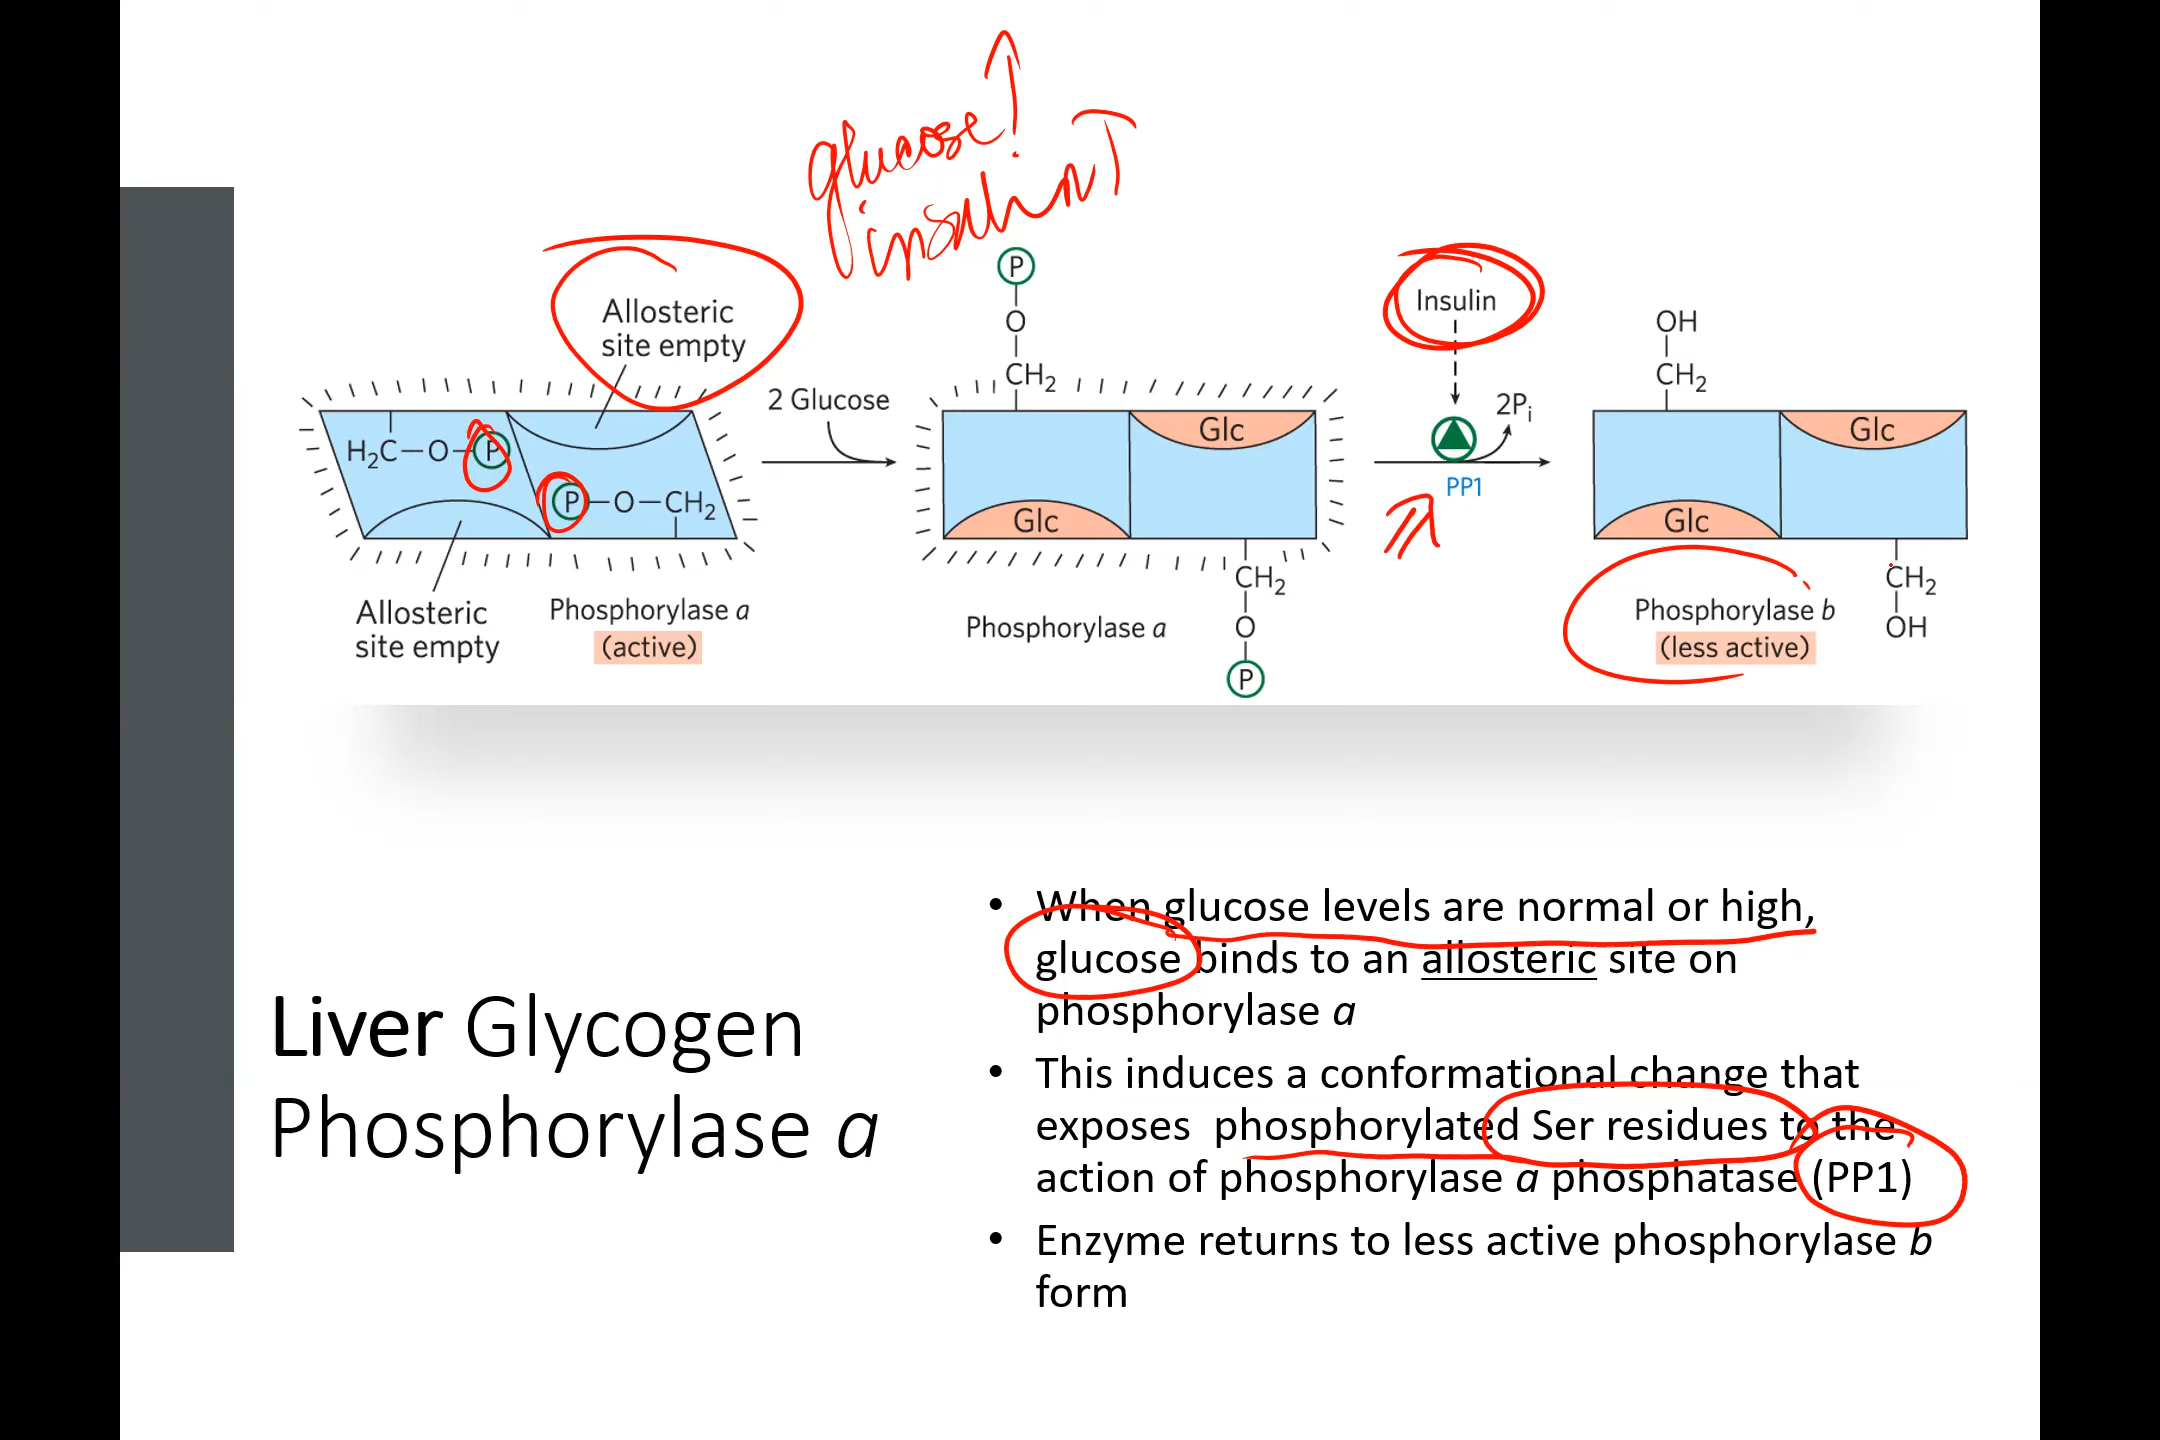 glucose↑
insulin↑
Allosteric
site empty
H₂C—O—P
P—O—CH₂
Allosteric
site empty
Phosphorylase a
(active)
2 Glucose
P
O
CH₂
Glc
Glc
CH₂
O
P
Phosphorylase a
Insulin
2Pᵢ
PP1
OH
CH₂
Glc
Glc
CH₂
OH
Phosphorylase b
(less active)
Liver Glycogen
Phosphorylase a
• When glucose levels are normal or high,
glucose binds to an allosteric site on
phosphorylase a
• This induces a conformational change that
exposes phosphorylated Ser residues to the
action of phosphorylase a phosphatase (PP1)
• Enzyme returns to less active phosphorylase b
form